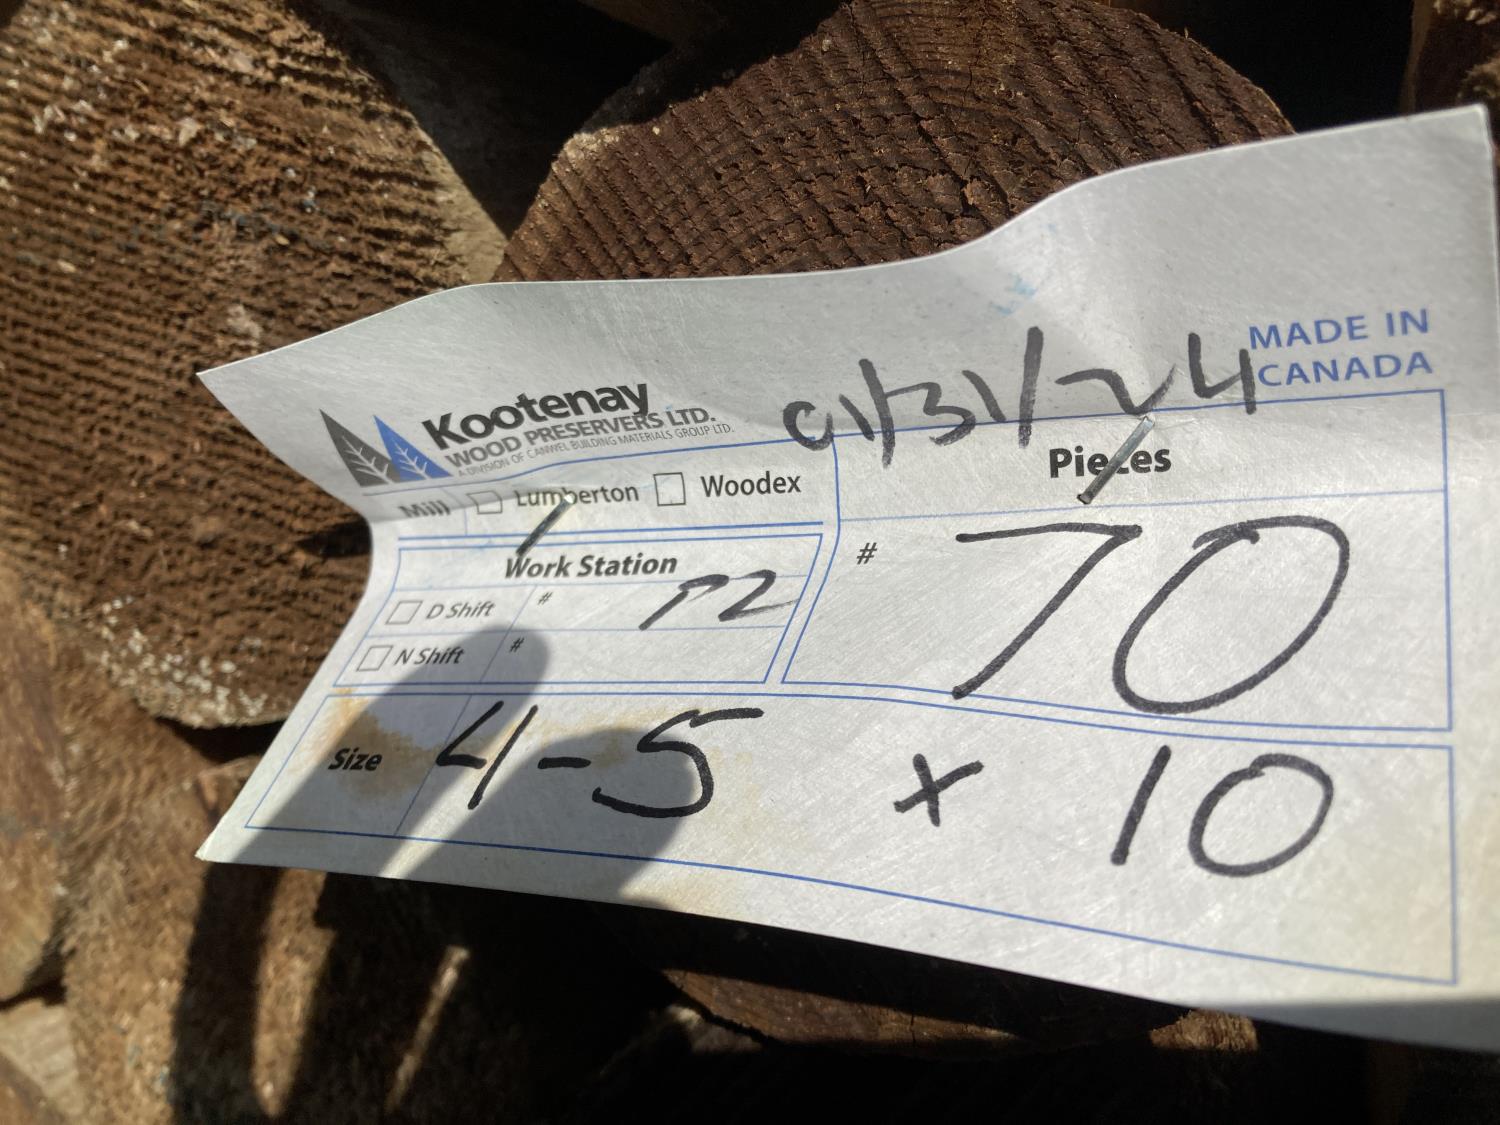 Kootenay
WOOD PRESERVERS LTD.
A DIVISION OF CANWEL BUILDING MATERIALS GROUP LTD.
01/31/24
MADE IN
CANADA
Mill Lumberton Woodex
Work Station
D Shift # P2
N Shift #
Pieces
# 70
Size 4-5 x 10